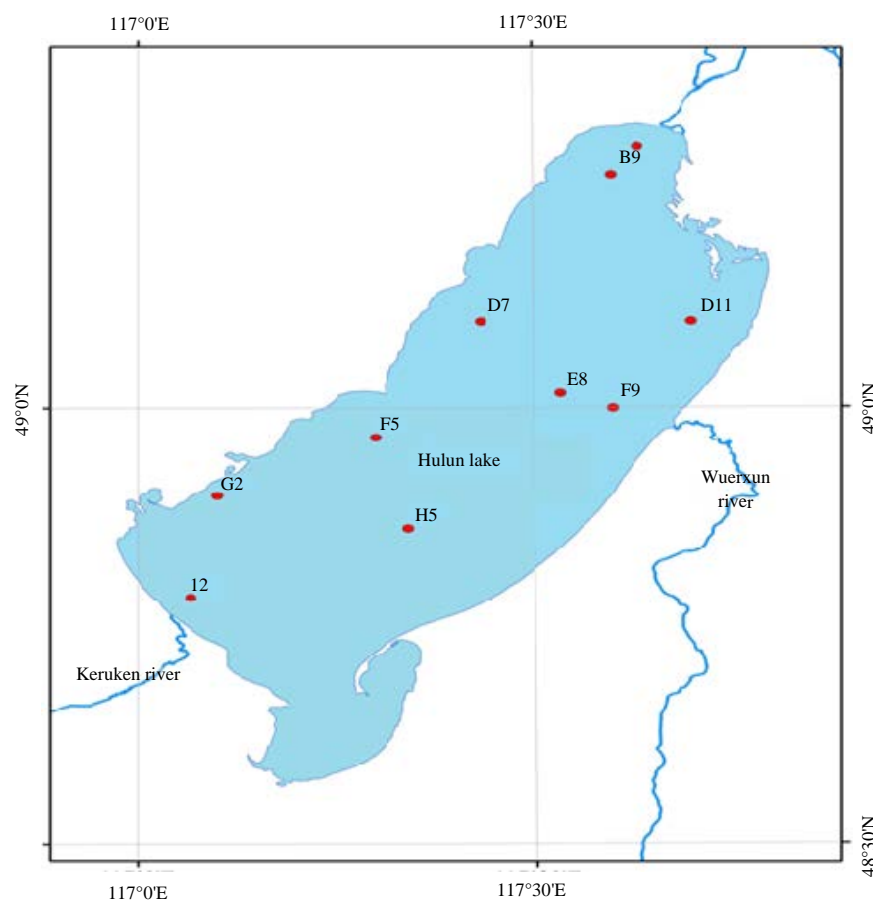 117°0'E
117°30'E
B9
D7
D11
E8
F9
49°0'N
49°0'N
F5
Hulun lake
G2
Wuerxun
river
H5
12
Keruken river
48°30'N
117°0'E
117°30'E